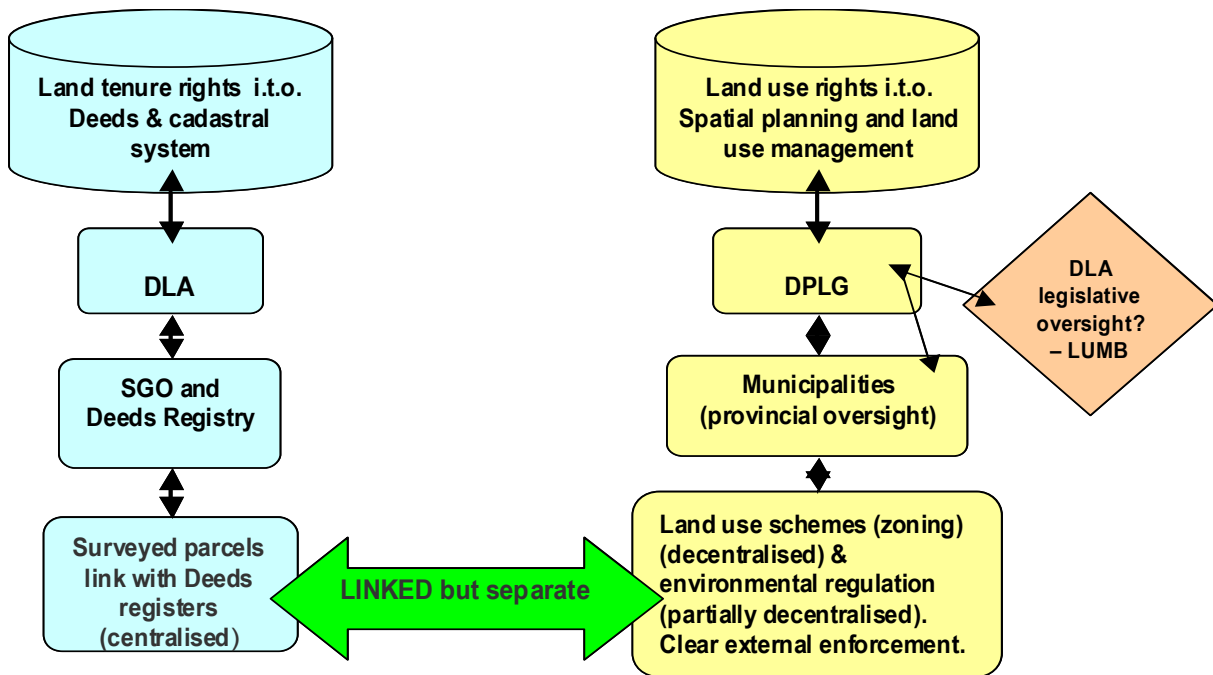 Land tenure rights i.t.o.
Deeds & cadastral
system
DLA
SGO and
Deeds Registry
Surveyed parcels
link with Deeds
registers
(centralised)
LINKED but separate
Land use rights i.t.o.
Spatial planning and land
use management
DPLG
Municipalities
(provincial oversight)
Land use schemes (zoning)
(decentralised) &
environmental regulation
(partially decentralised).
Clear external enforcement.
DLA
legislative
oversight?
– LUMB